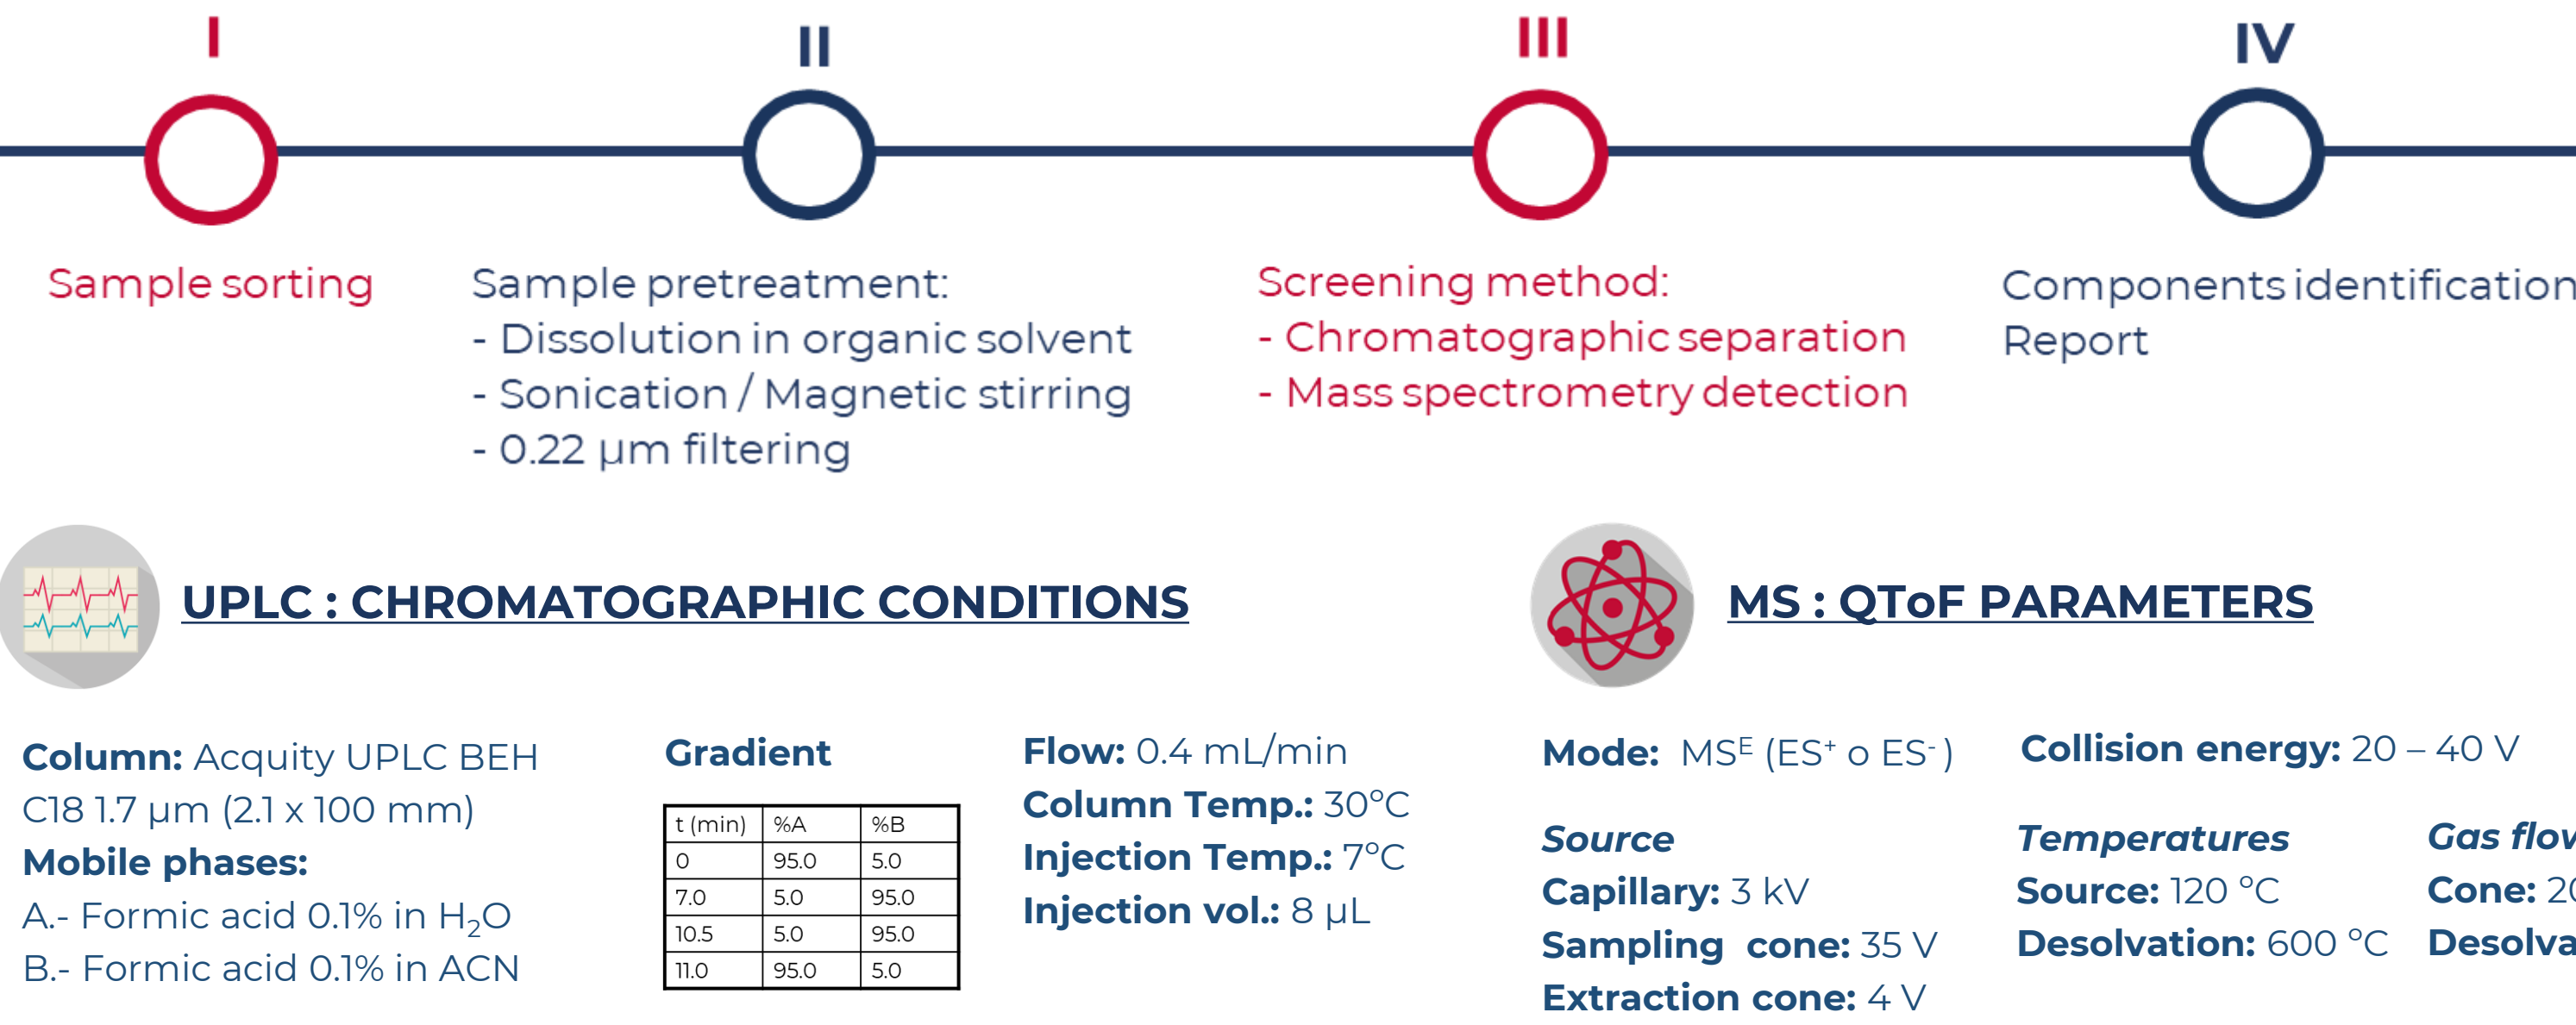 I
II
III
IV
Sample sorting
Sample pretreatment:
- Dissolution in organic solvent
- Sonication / Magnetic stirring
- 0.22 µm filtering
Screening method:
- Chromatographic separation
- Mass spectrometry detection
Components identification
Report
UPLC : CHROMATOGRAPHIC CONDITIONS
Column: Acquity UPLC BEH
C18 1.7 µm (2.1 x 100 mm)
Mobile phases:
A.- Formic acid 0.1% in H₂O
B.- Formic acid 0.1% in ACN
Gradient
t (min) %A %B
0 95.0 5.0
7.0 5.0 95.0
10.5 5.0 95.0
11.0 95.0 5.0
Flow: 0.4 mL/min
Column Temp.: 30ºC
Injection Temp.: 7ºC
Injection vol.: 8 µL
MS : QToF PARAMETERS
Mode: MSᴱ (ES⁺ o ES⁻)
Collision energy: 20 – 40 V
Source
Capillary: 3 kV
Sampling cone: 35 V
Extraction cone: 4 V
Temperatures
Source: 120 ºC
Desolvation: 600 ºC
Gas
Cone: